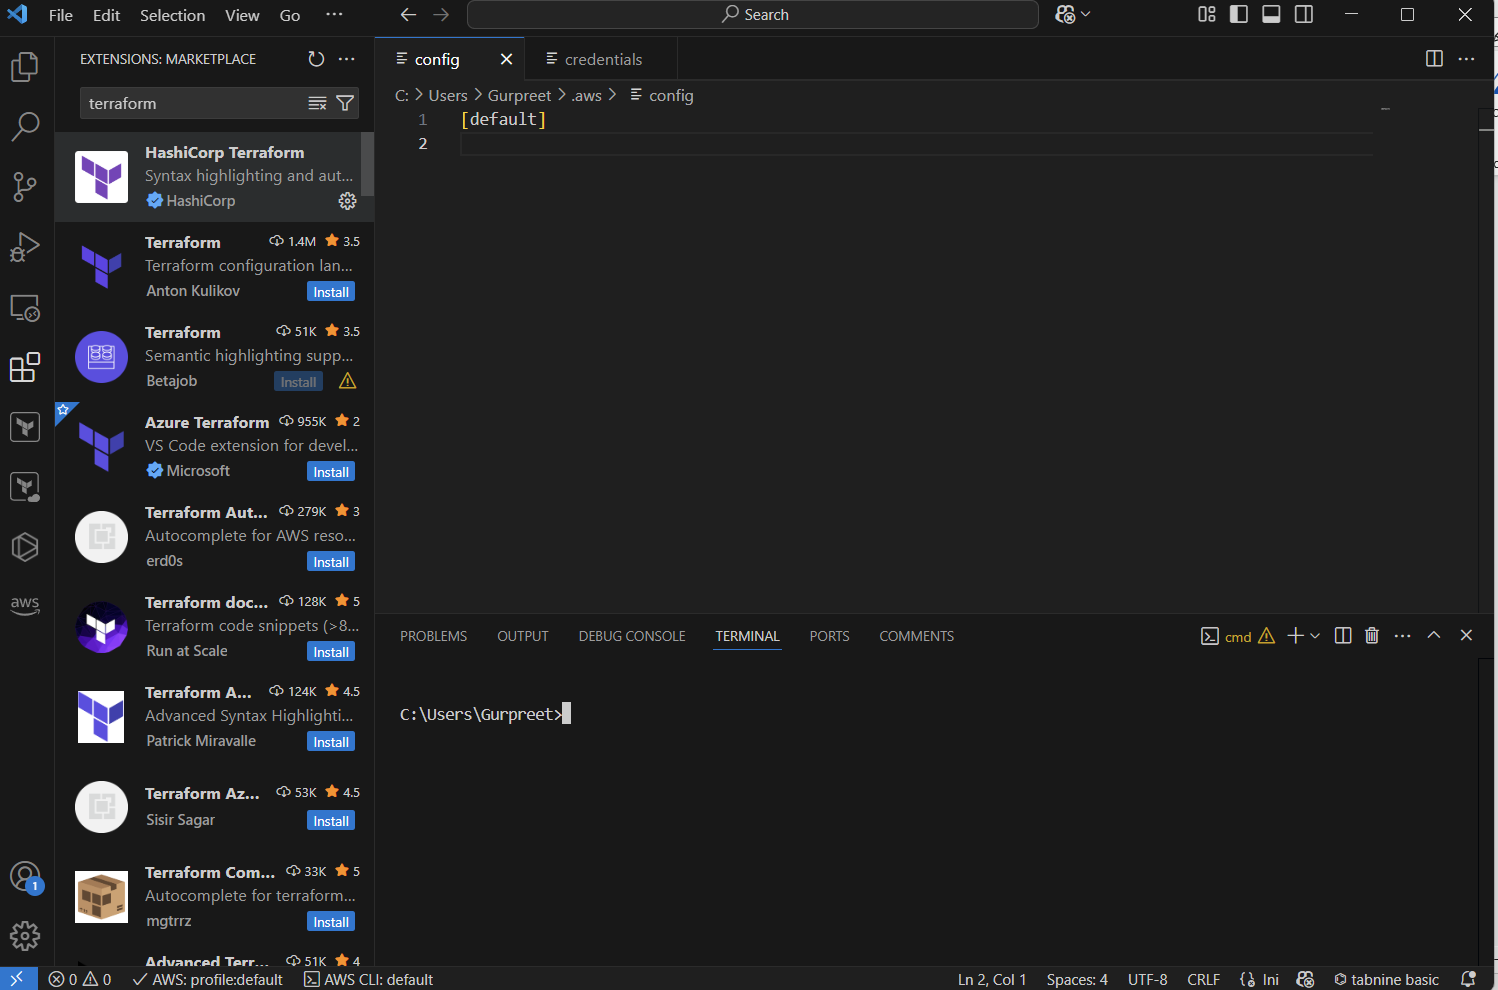 File Edit Selection View Go ··· Search
EXTENSIONS: MARKETPLACE
terraform
HashiCorp Terraform
Syntax highlighting and aut...
HashiCorp
Terraform 1.4M 3.5
Terraform configuration lan...
Anton Kulikov Install
Terraform 51K 3.5
Semantic highlighting supp...
Betajob Install
Azure Terraform 955K 2
VS Code extension for devel...
Microsoft Install
Terraform Aut... 279K 3
Autocomplete for AWS reso...
erd0s Install
Terraform doc... 128K 5
Terraform code snippets (>8...
Run at Scale Install
Terraform A... 124K 4.5
Advanced Syntax Highlighti...
Patrick Miravalle Install
Terraform Az... 53K 4.5
Sisir Sagar Install
Terraform Com... 33K 5
Autocomplete for terraform...
mgtrrz Install
Advanced Terr... 51K 4
aws
1
config credentials
C: > Users > Gurpreet > .aws > config
1 [default]
2
PROBLEMS OUTPUT DEBUG CONSOLE TERMINAL PORTS COMMENTS cmd
C:\Users\Gurpreet>
0 0 AWS: profile:default AWS CLI: default Ln 2, Col 1 Spaces: 4 UTF-8 CRLF Ini tabnine basic